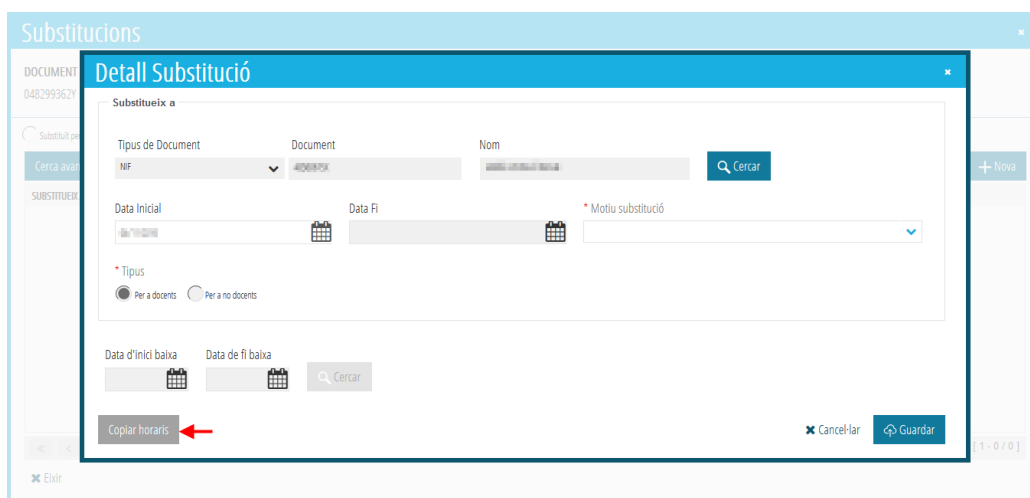 Substitucions
DOCUMENT
048299362Y
Substituït pe
Cerca avan
Nova
SUBSTITUEIX
Detall Substitució
Substitueix a
Tipus de Document Document Nom
NIF
Cercar
Data Inicial Data Fi * Motiu substitució
* Tipus
Per a docents Per a no docents
Data d'inici baixa Data de fi baixa
Cercar
Copiar horaris Cancel·lar Guardar
[ 1 - 0 / 0 ]
Eixir